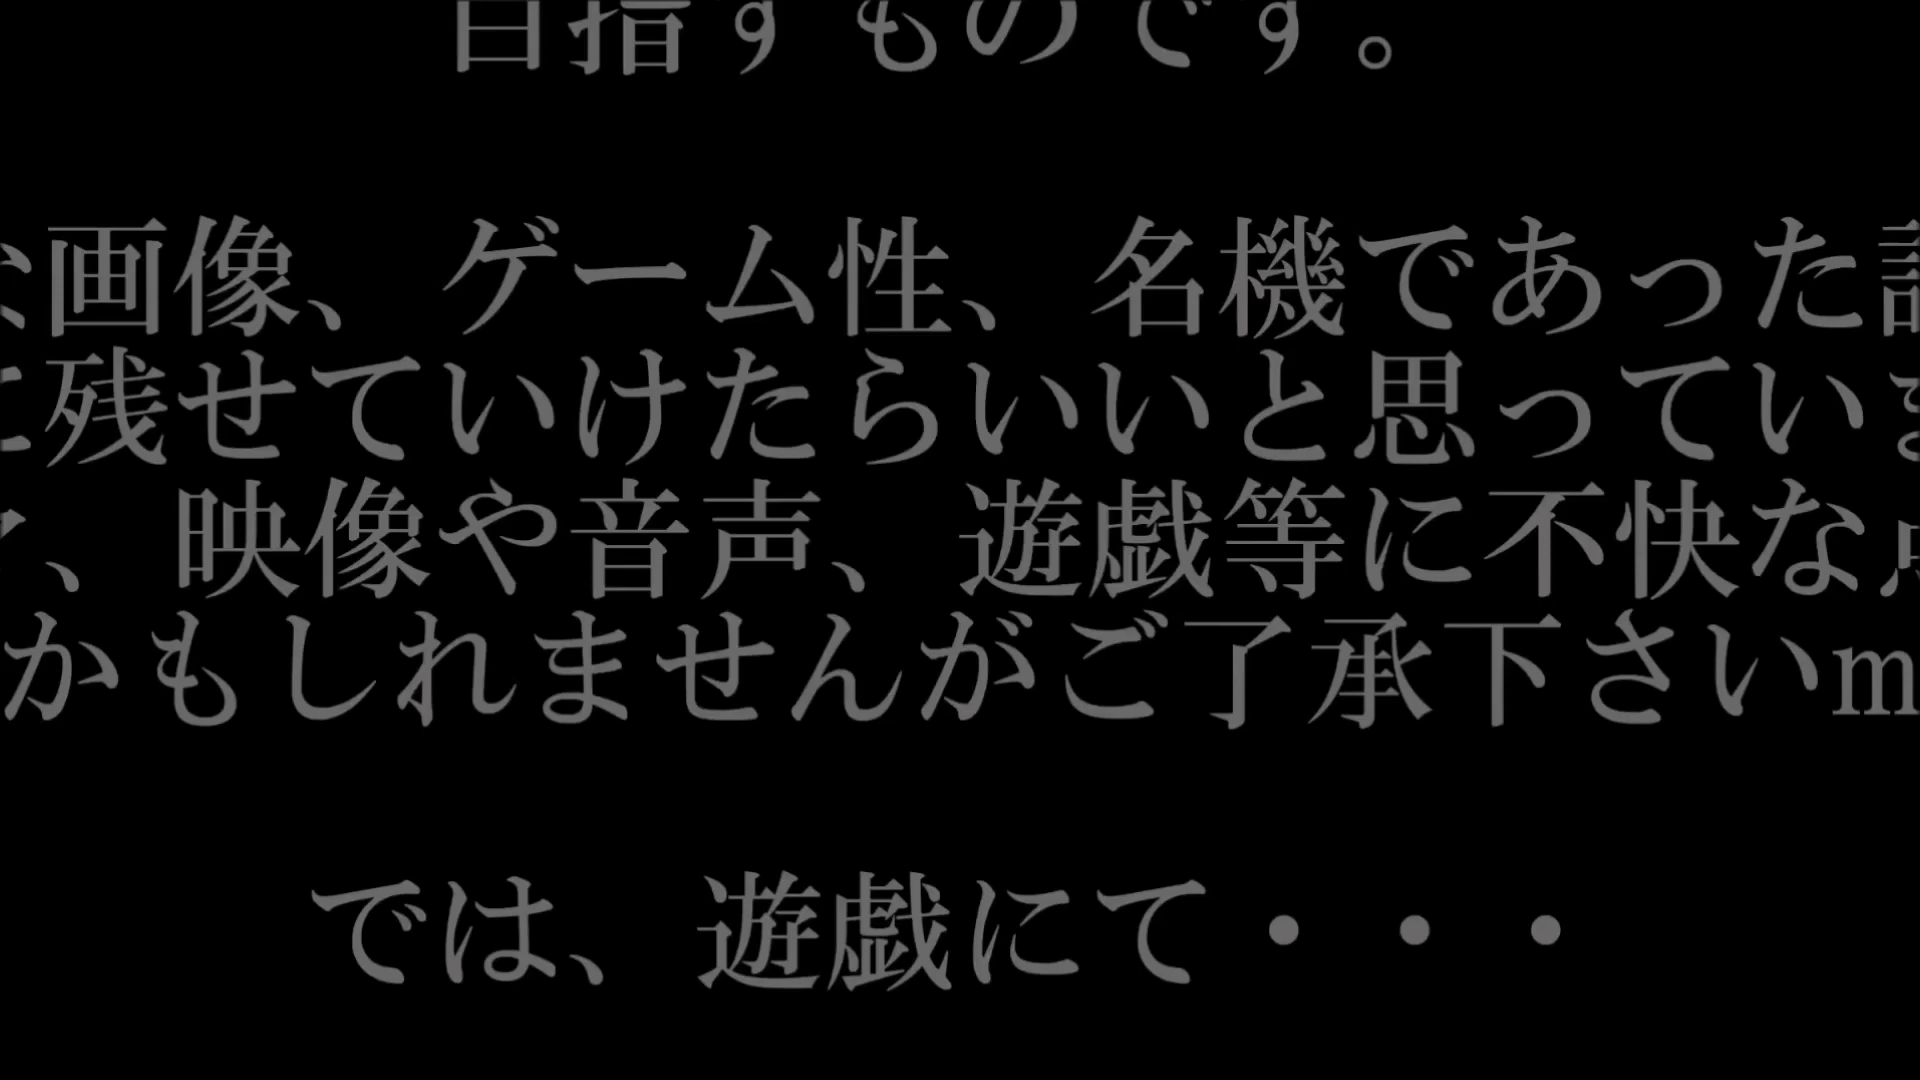 目指すものです。
画像、ゲーム性、名機であった
に残せていけたらいいと思っていま
、映像や音声、遊戯等に不快な点
かもしれませんがご了承下さいm
では、遊戯にて・・・